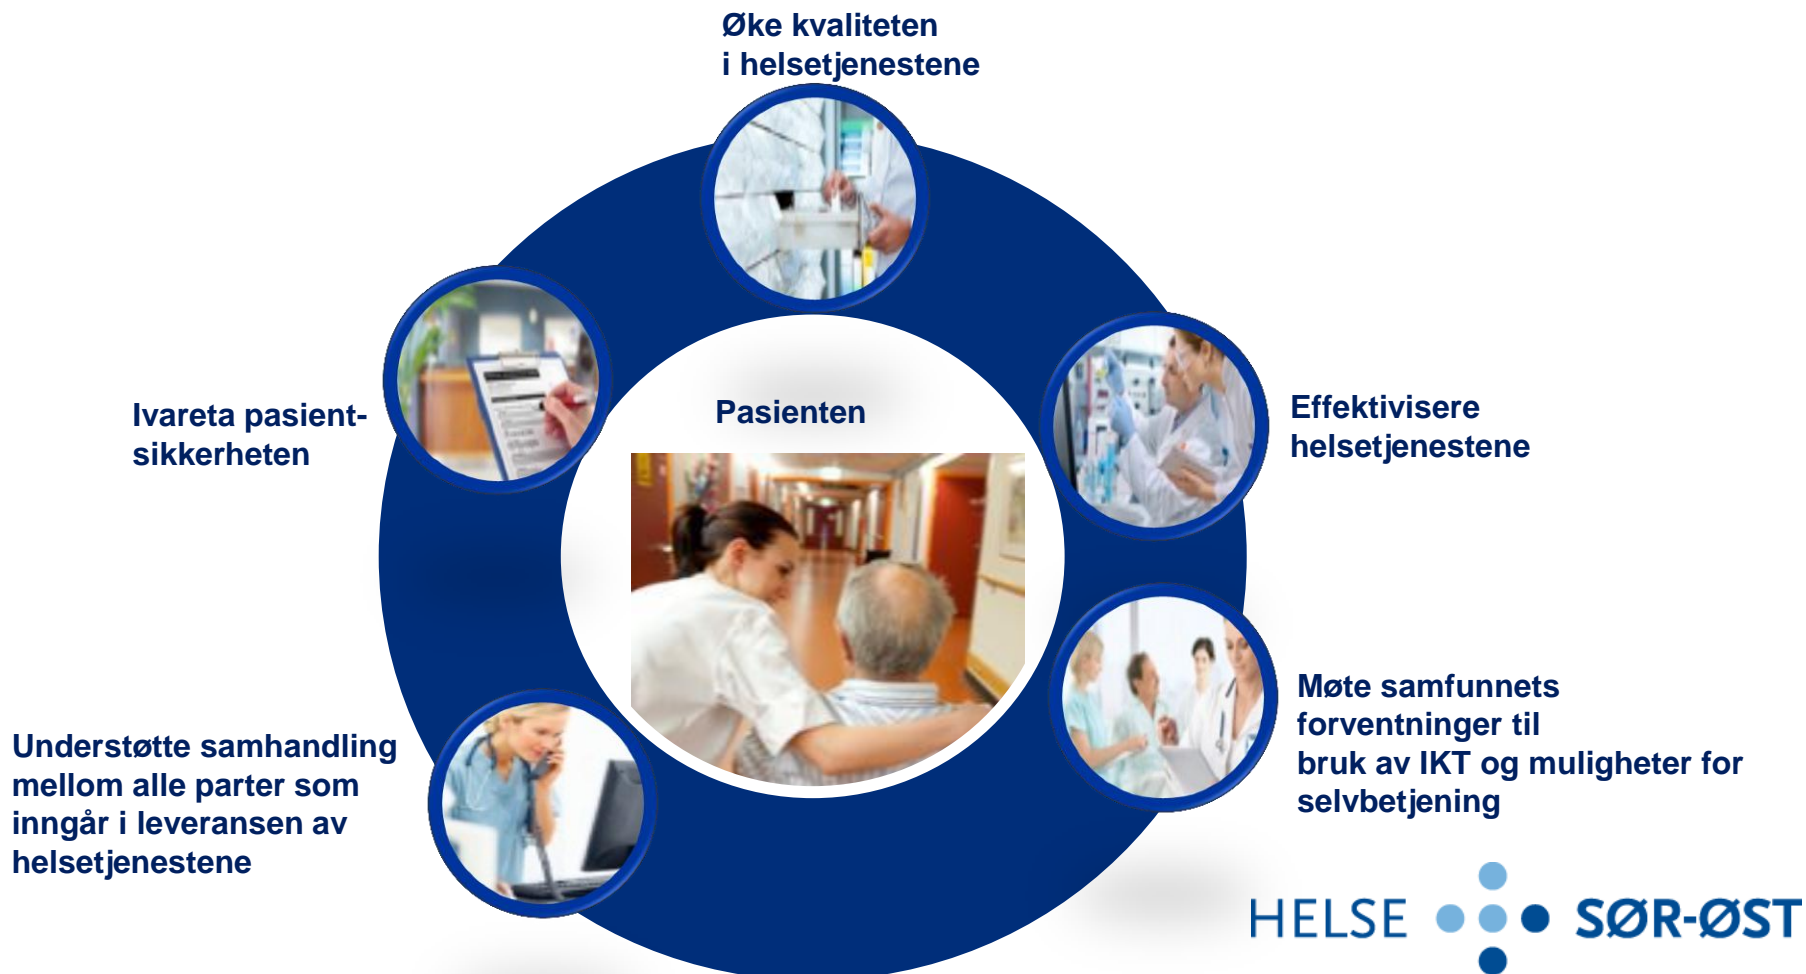 Øke kvaliteten
i helsetjenestene
Ivareta pasient-
sikkerheten
Pasienten
Effektivisere
helsetjenestene
Møte samfunnets
forventninger til
bruk av IKT og muligheter for
selvbetjening
Understøtte samhandling
mellom alle parter som
inngår i leveransen av
helsetjenestene
HELSE SØR-ØST